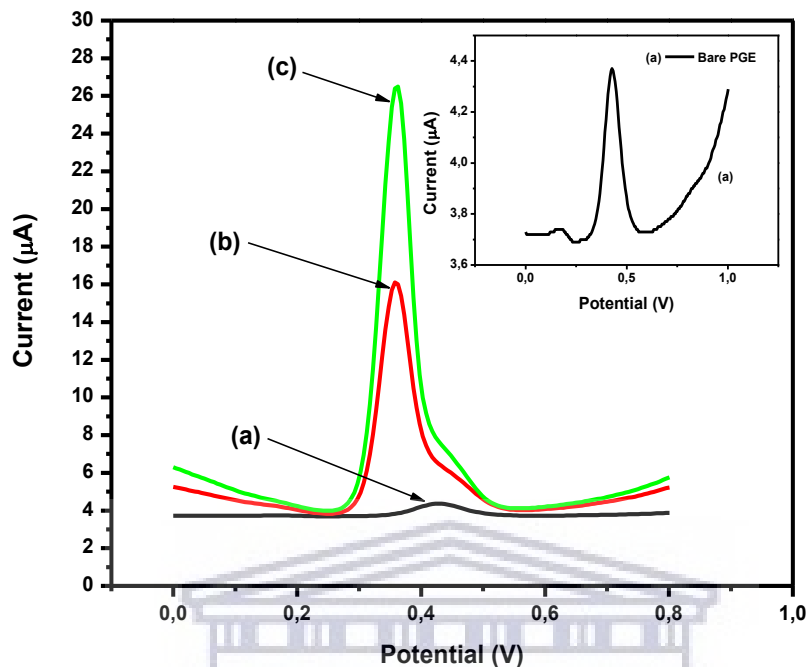 30
28
26
24
22
20
18
16
14
12
10
8
6
4
2
0
Current (μA)
0,0 0,2 0,4 0,6 0,8 1,0
Potential (V)
(c)
(b)
(a)
4,4
4,2
4,0
3,8
3,6
Current (μA)
0,0 0,5 1,0
Potential (V)
(a) Bare PGE
(a)